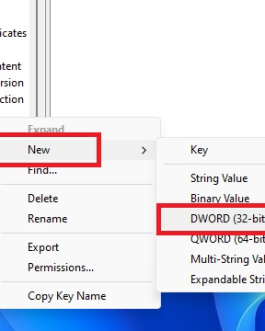 icates
tent
rsion
ction
Expand
New
Find...
Delete
Rename
Export
Permissions...
Copy Key Name
Key
String Value
Binary Value
DWORD (32-bit
QWORD (64-bit
Multi-String Val
Expandable Stri